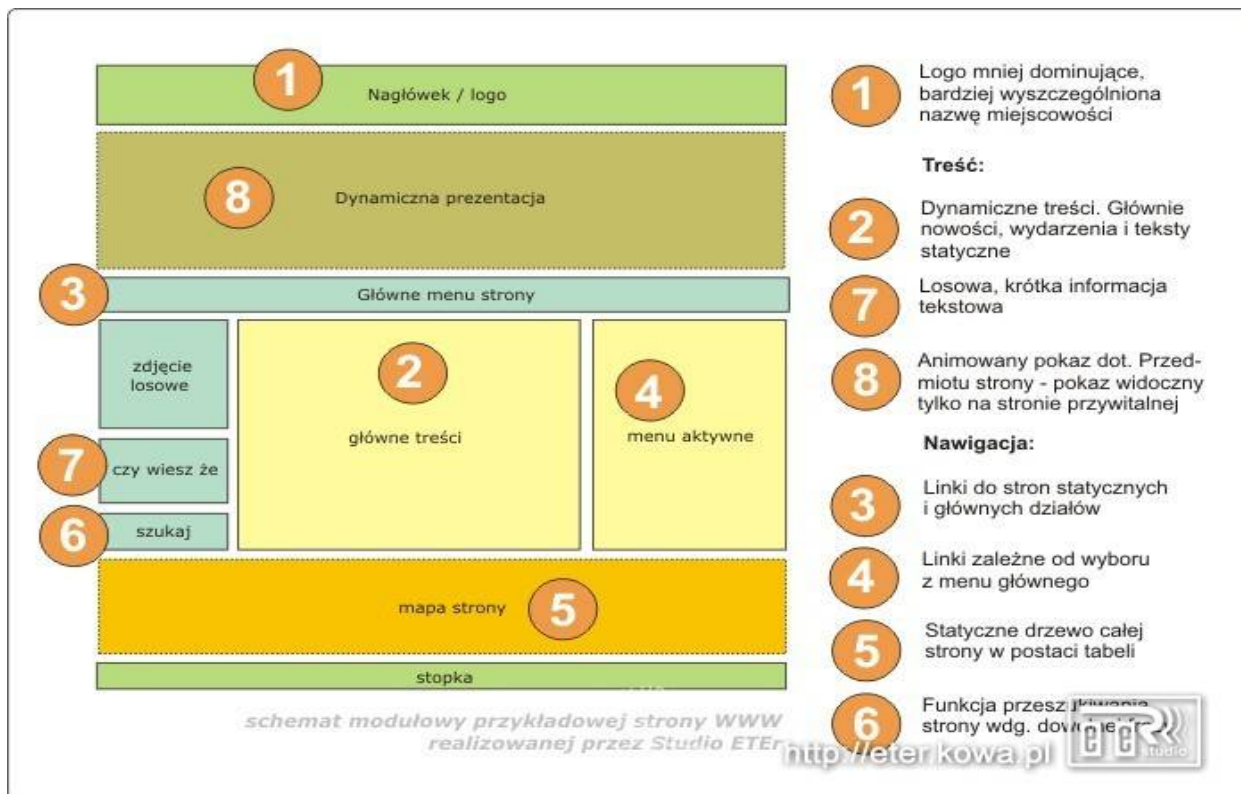 1
Nagłówek / logo
8
Dynamiczna prezentacja
3
Główne menu strony
zdjęcie
losowe
2
główne treści
4
menu aktywne
7
czy wiesz że
6
szukaj
mapa strony
5
stopka
schemat modułowy przykładowej strony WWW
realizowanej przez Studio ETEr
1
Logo mniej dominujące,
bardziej wyszczególniona
nazwę miejscowości
Treść:
2
Dynamiczne treści. Głównie
nowości, wydarzenia i teksty
statyczne
7
Losowa, krótka informacja
tekstowa
8
Animowany pokaz dot. Przed-
miotu strony - pokaz widoczny
tylko na stronie przywitalnej
Nawigacja:
3
Linki do stron statycznych
i głównych działów
4
Linki zależne od wyboru
z menu głównego
5
Statyczne drzewo całej
strony w postaci tabeli
6
Funkcja przeszukiwania
strony wdg.
http://eter.kowa.pl
studio